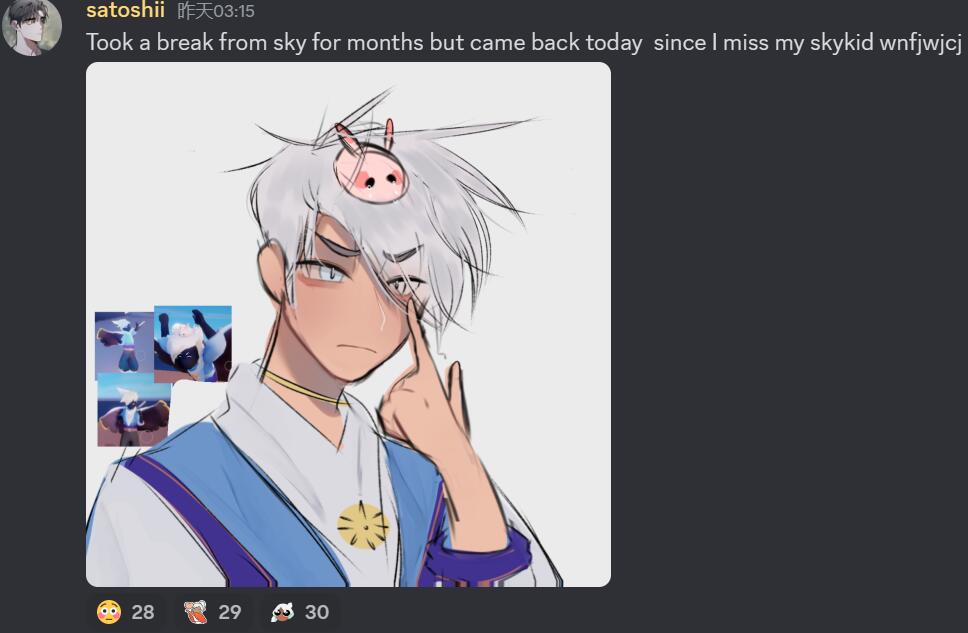 satoshii 昨天03:15
Took a break from sky for months but came back today since I miss my skykid wnfjwjcj
28 29 30